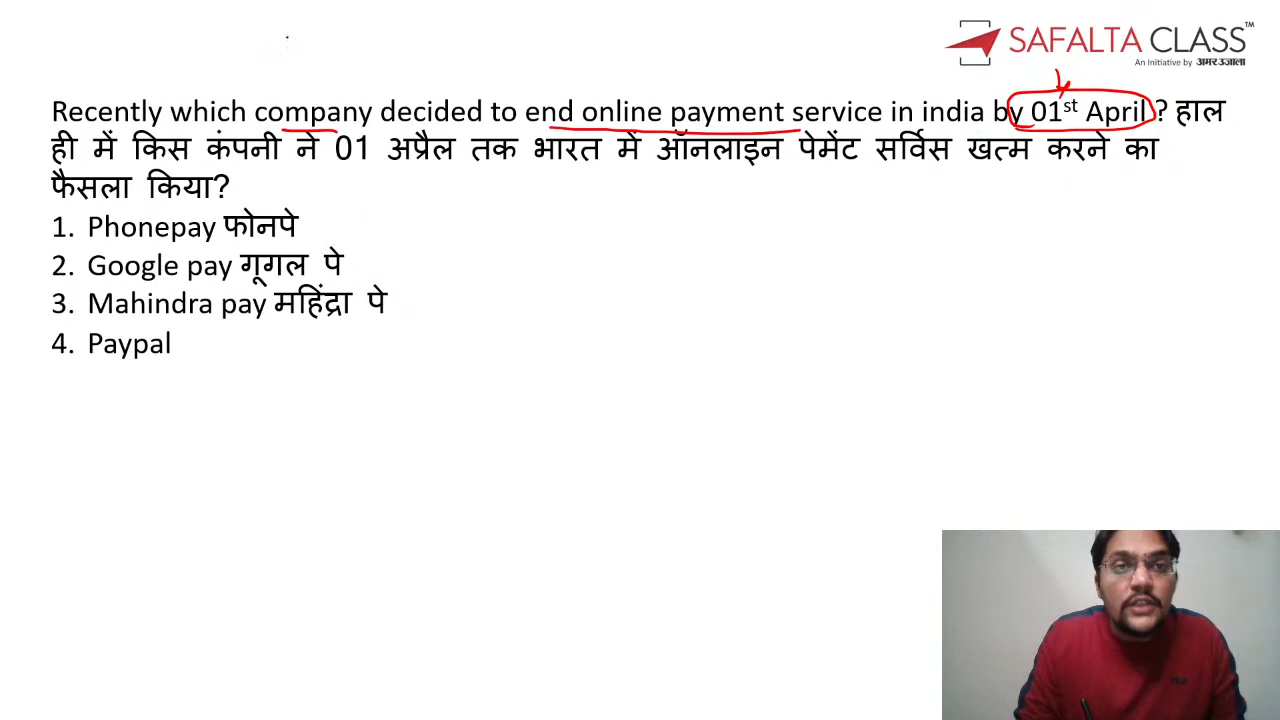 SAFALTA CLASS™
An Initiative by अमर उजाला
Recently which company decided to end online payment service in india by 01st April ? हाल
ही में किस कंपनी ने 01 अप्रैल तक भारत में ऑनलाइन पेमेंट सर्विस खत्म करने का
फैसला किया?
1. Phonepay फोनपे
2. Google pay गूगल पे
3. Mahindra pay महिंद्रा पे
4. Paypal